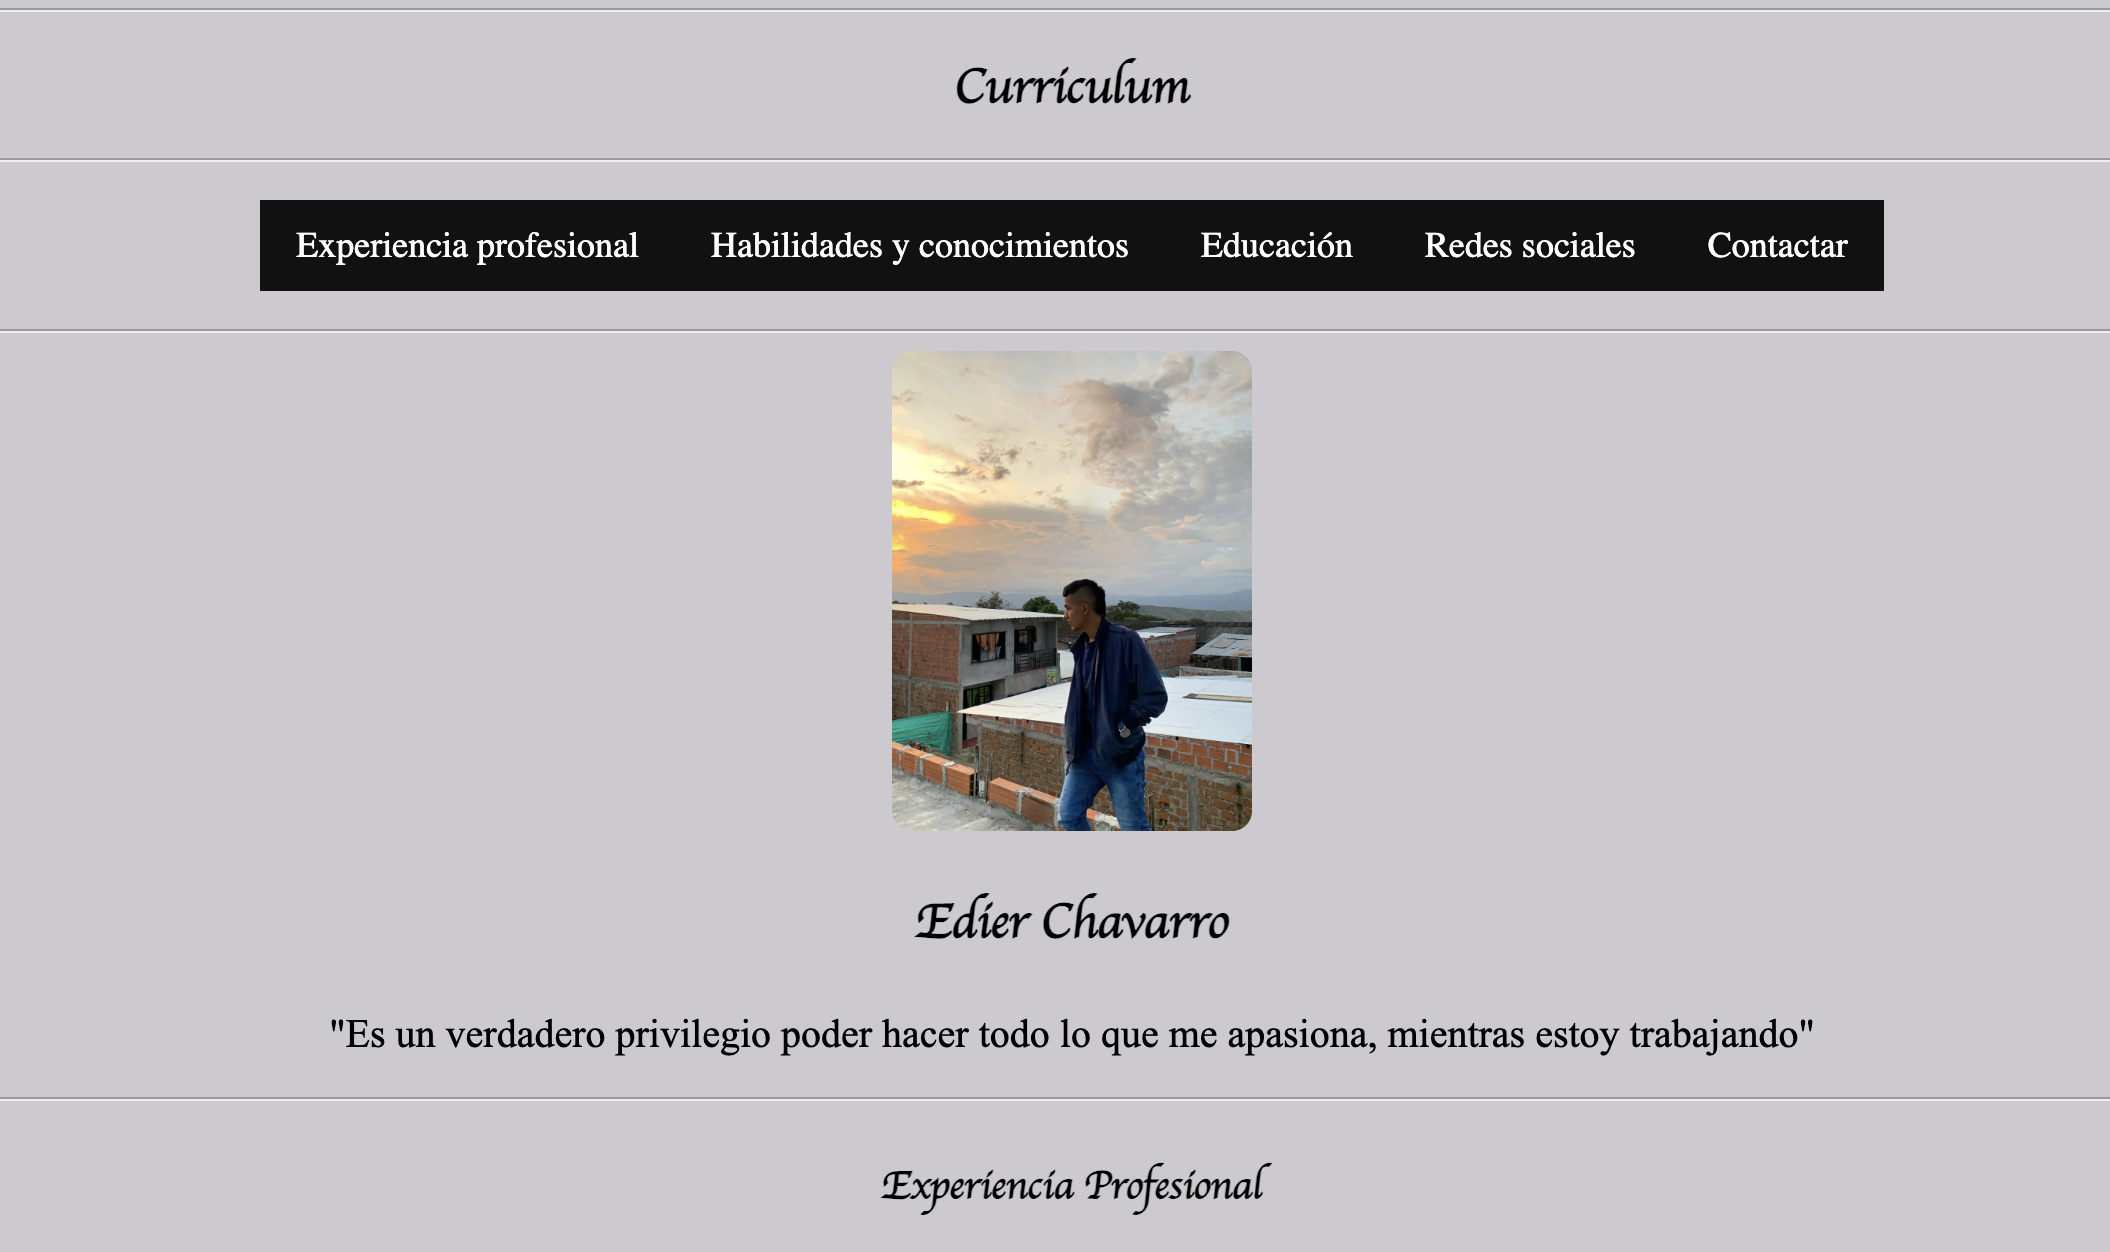 Curriculum
Experiencia profesional Habilidades y conocimientos Educación Redes sociales Contactar
Edier Chavarro
"Es un verdadero privilegio poder hacer todo lo que me apasiona, mientras estoy trabajando"
Experiencia Profesional